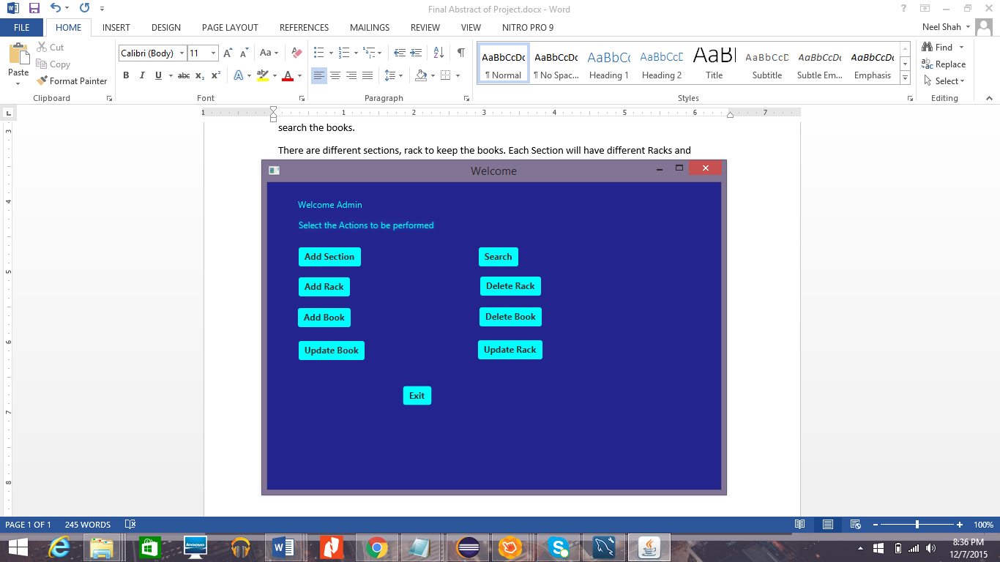 Final Abstract of Project.docx - Word
FILE HOME INSERT DESIGN PAGE LAYOUT REFERENCES MAILINGS REVIEW VIEW NITRO PRO 9 Neel Shah
Paste
Cut
Copy
Format Painter
Clipboard
Calibri (Body) 11
Font
Paragraph
AaBbCcDc AaBbCcDc AaBbCc AaBbCcD AaBl AaBbCcD AaBbCcDc AaBbCcDc
¶ Normal ¶ No Spac... Heading 1 Heading 2 Title Subtitle Subtle Em... Emphasis
Styles
Find
Replace
Select
Editing
1 1 2 3 4 5 6 7
3
4
5
6
7
8
search the books.
There are different sections, rack to keep the books. Each Section will have different Racks and
Welcome
Welcome Admin
Select the Actions to be performed
Add Section Search
Add Rack Delete Rack
Add Book Delete Book
Update Book Update Rack
Exit
PAGE 1 OF 1 245 WORDS 100%
lenovo
8:36 PM
12/7/2015